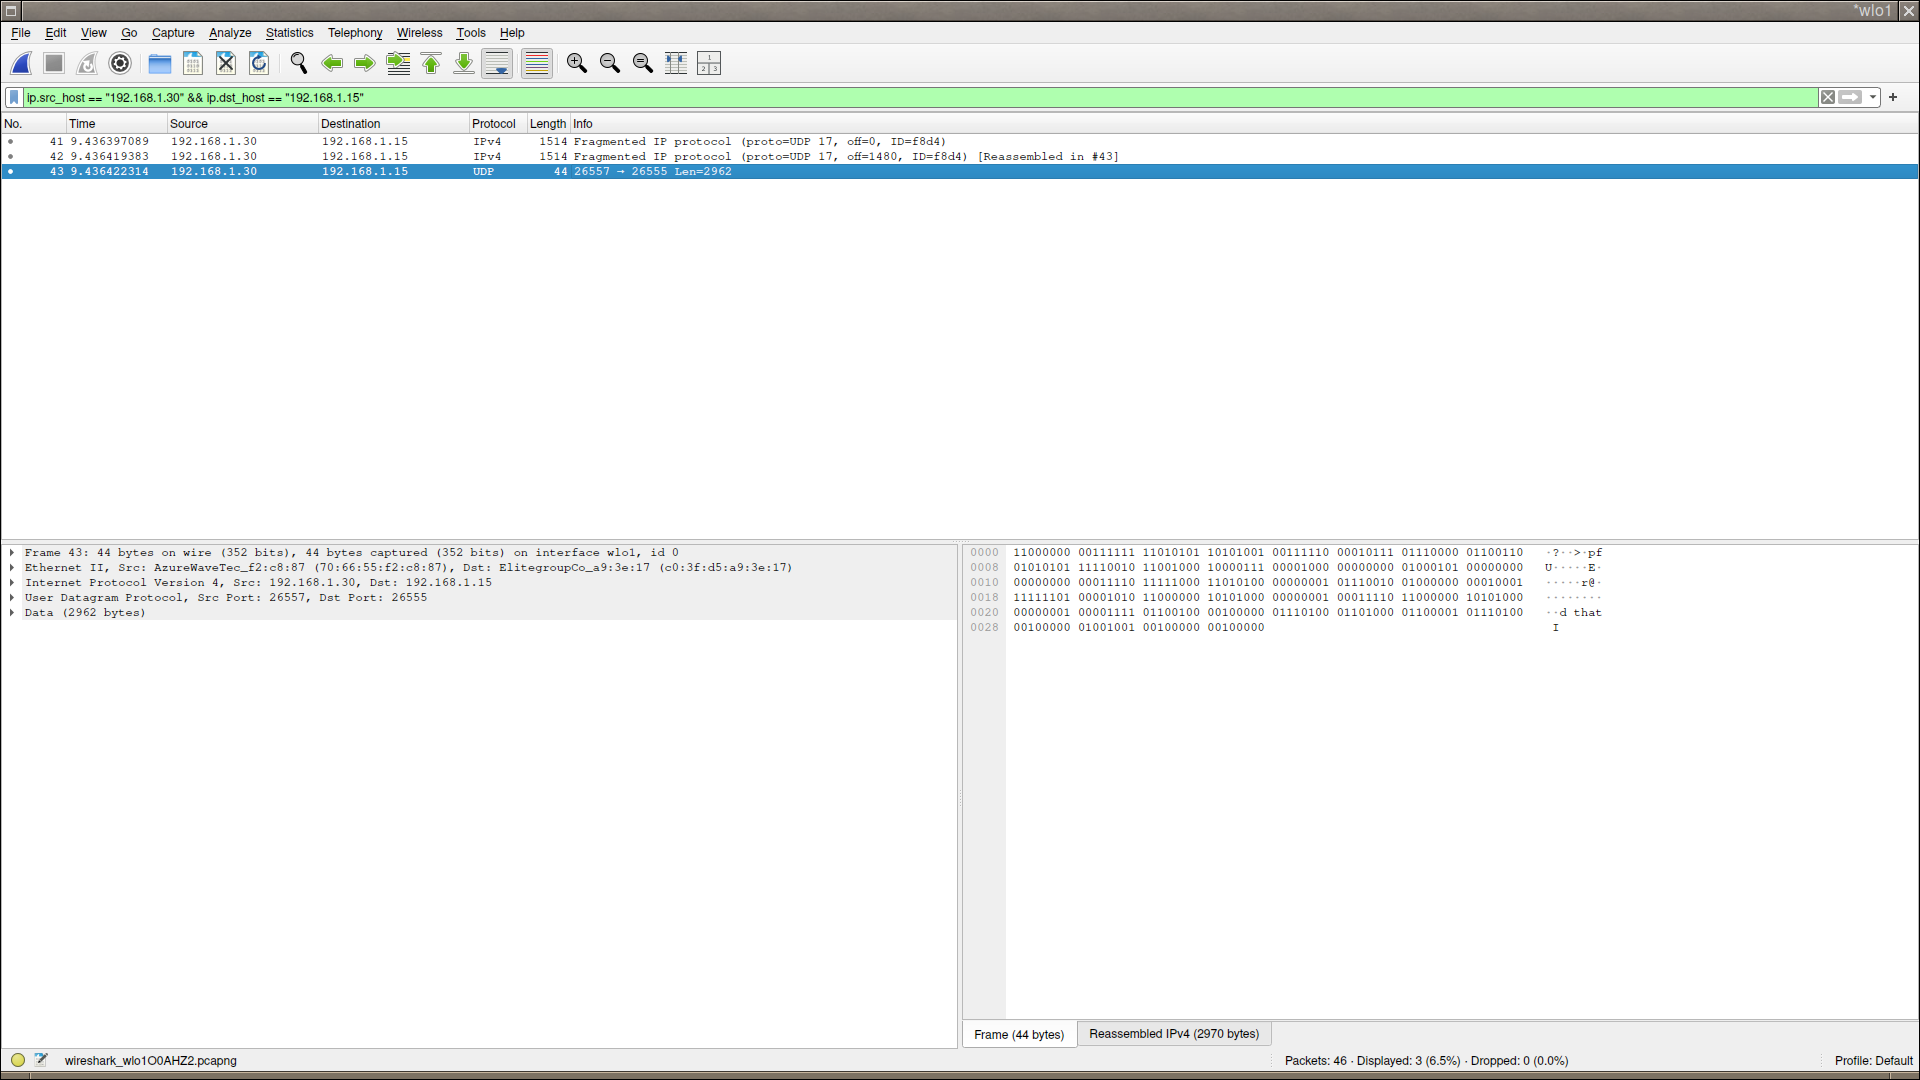 *wlo1
File Edit View Go Capture Analyze Statistics Telephony Wireless Tools Help
ip.src_host == "192.168.1.30" && ip.dst_host == "192.168.1.15"
No. Time Source Destination Protocol Length Info
41 9.436397089 192.168.1.30 192.168.1.15 IPv4 1514 Fragmented IP protocol (proto=UDP 17, off=0, ID=f8d4)
42 9.436419383 192.168.1.30 192.168.1.15 IPv4 1514 Fragmented IP protocol (proto=UDP 17, off=1480, ID=f8d4) [Reassembled in #43]
43 9.436422314 192.168.1.30 192.168.1.15 UDP 44 26557 → 26555 Len=2962
Frame 43: 44 bytes on wire (352 bits), 44 bytes captured (352 bits) on interface wlo1, id 0
Ethernet II, Src: AzureWaveTec_f2:c8:87 (70:66:55:f2:c8:87), Dst: ElitegroupCo_a9:3e:17 (c0:3f:d5:a9:3e:17)
Internet Protocol Version 4, Src: 192.168.1.30, Dst: 192.168.1.15
User Datagram Protocol, Src Port: 26557, Dst Port: 26555
Data (2962 bytes)
0000 11000000 00111111 11010101 10101001 00111110 00010111 01110000 01100110 ·?··>·pf
0008 01010101 11110010 11001000 10000111 00001000 00000000 01000101 00000000 U·····E·
0010 00000000 00011110 11111000 11010100 00000001 01110010 01000000 00010001 ·····r@·
0018 11111101 00001010 11000000 10101000 00000001 00011110 11000000 10101000 ········
0020 00000001 00001111 01100100 00100000 01110100 01101000 01100001 01110100 ··d that
0028 00100000 01001001 00100000 00100000 I
Frame (44 bytes) Reassembled IPv4 (2970 bytes)
wireshark_wlo1O0AHZ2.pcapng Packets: 46 · Displayed: 3 (6.5%) · Dropped: 0 (0.0%) Profile: Default